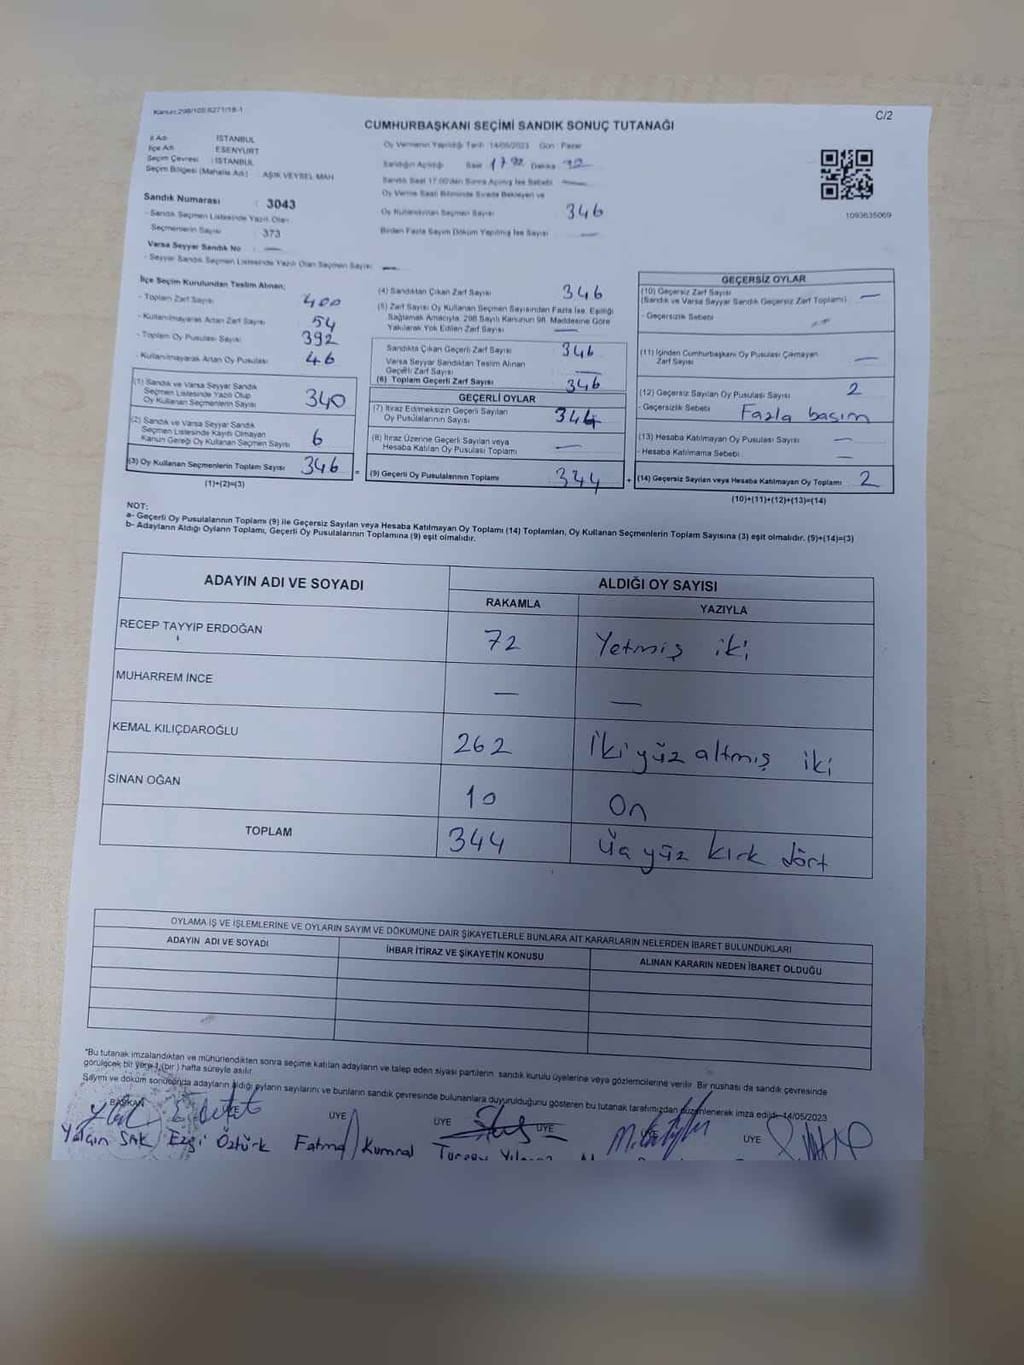 Kanun:298/105:6271/18-1
C/2
CUMHURBAŞKANI SEÇİMİ SANDIK SONUÇ TUTANAĞI
İl Adı : İSTANBUL
İlçe Adı : ESENYURT
Seçim Çevresi : İSTANBUL
Seçim Bölgesi (Mahalle Adı) : AŞIK VEYSEL MAH
Sandık Numarası : 3043
- Sandık Seçmen Listesinde Yazılı Olan
Seçmenlerin Sayısı : 373
Varsa Seyyar Sandık No : —
- Seyyar Sandık Seçmen Listesinde Yazılı Olan Seçmen Sayısı : —
Oy Vermenin Yapıldığı Tarih :14/05/2023 Gün : Pazar
Sandığın Açıldığı Saat Dakika
Sandık Saat 17:00'dan Sonra Açılmış İse Sebebi —
Oy Verme Saati Bitiminde Sırada Bekleyen ve
Oy Kullandırılan Seçmen Sayısı 346
Birden Fazla Sayım Döküm Yapılmış İse Sayısı —
1093635069
İlçe Seçim Kurulundan Teslim Alınan;
- Toplam Zarf Sayısı 400
- Kullanılmayarak Artan Zarf Sayısı 54
- Toplam Oy Pusulası Sayısı 392
- Kullanılmayarak Artan Oy Pusulası 46
(1) Sandık ve Varsa Seyyar Sandık
Seçmen Listesinde Yazılı Olup
Oy Kullanan Seçmenlerin Sayısı 340
(2) Sandık ve Varsa Seyyar Sandık
Seçmen Listesinde Kayıtlı Olmayan
Kanun Gereği Oy Kullanan Seçmen Sayısı 6
(3) Oy Kullanan Seçmenlerin Toplam Sayısı 346
(1)+(2)=(3)
(4) Sandıktan Çıkan Zarf Sayısı 346
(5) Zarf Sayısı Oy Kullanan Seçmen Sayısından Fazla İse, Eşitliği
Sağlamak Amacıyla, 298 Sayılı Kanunun 98. Maddesine Göre
Yakılarak Yok Edilen Zarf Sayısı —
Sandıkta Çıkan Geçerli Zarf Sayısı 346
Varsa Seyyar Sandıktan Teslim Alınan
Geçerli Zarf Sayısı —
(6) Toplam Geçerli Zarf Sayısı 346
GEÇERLİ OYLAR
(7) İtiraz Edilmeksizin Geçerli Sayılan
Oy Pusulalarının Sayısı 344
(8) İtiraz Üzerine Geçerli Sayılan veya
Hesaba Katılan Oy Pusulası Toplamı —
= (9) Geçerli Oy Pusulalarının Toplamı 344
GEÇERSİZ OYLAR
(10) Geçersiz Zarf Sayısı
(Sandık ve Varsa Seyyar Sandık Geçersiz Zarf Toplamı) —
- Geçersizlik Sebebi
(11) İçinden Cumhurbaşkanı Oy Pusulası Çıkmayan
Zarf Sayısı —
(12) Geçersiz Sayılan Oy Pusulası Sayısı 2
- Geçersizlik Sebebi Fazla basım
(13) Hesaba Katılmayan Oy Pusulası Sayısı —
- Hesaba Katılmama Sebebi —
+ (14) Geçersiz Sayılan veya Hesaba Katılmayan Oy Toplamı 2
(10)+(11)+(12)+(13)=(14)
NOT:
a- Geçerli Oy Pusulalarının Toplamı (9) ile Geçersiz Sayılan veya Hesaba Katılmayan Oy Toplamı (14) Toplamları, Oy Kullanan Seçmenlerin Toplam Sayısına (3) eşit olmalıdır. (9)+(14)=(3)
b- Adayların Aldığı Oyların Toplamı, Geçerli Oy Pusulalarının Toplamına (9) eşit olmalıdır.
ADAYIN ADI VE SOYADI ALDIĞI OY SAYISI
RAKAMLA YAZIYLA
RECEP TAYYİP ERDOĞAN 72 Yetmiş iki
MUHARREM İNCE — —
KEMAL KILIÇDAROĞLU 262 İki yüz altmış iki
SİNAN OĞAN 10 On
TOPLAM 344 Üç yüz kırk dört
OYLAMA İŞ VE İŞLEMLERİNE VE OYLARIN SAYIM VE DÖKÜMÜNE DAİR ŞİKAYETLERLE BUNLARA AİT KARARLARIN NELERDEN İBARET BULUNDUKLARI
ADAYIN ADI VE SOYADI İHBAR İTİRAZ VE ŞİKAYETİN KONUSU ALINAN KARARIN NEDEN İBARET OLDUĞU
"Bu tutanak imzalandıktan ve mühürlendikten sonra seçime katılan adayların ve talep eden siyasi partilerin sandık kurulu üyelerine veya gözlemcilerine verilir. Bir nushası da sandık çevresinde
görülecek bir yere 1 (bir ) hafta süreyle asılır.
Sayım ve döküm sonucunda adayların aldığı oyların sayılarını ve bunların sandık çevresinde bulunanlara duyurulduğunu gösteren bu tutanak tarafımızdan düzenlenerek imza edildi. 14/05/2023
BAŞKAN ÜYE ÜYE ÜYE ÜYE
Yalçın SAK Ezgi Öztürk Fatma Kumral